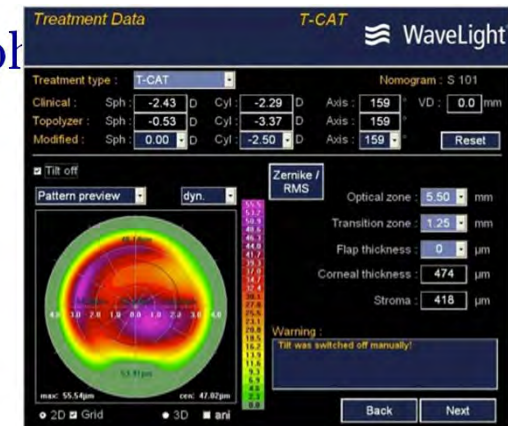 Treatment Data
T-CAT
WaveLight
Treatment type : T-CAT
Nomogram : S 101
Clinical : Sph : -2.43 D Cyl : -2.29 D Axis : 159 ° VD : 0.0 mm
Topolyzer : Sph : -0.53 D Cyl : -3.37 D Axis : 159 °
Modified : Sph : 0.00 D Cyl : -2.50 D Axis : 159 ° Reset
Tilt off
Zernike /
RMS
Pattern preview
dyn.
Optical zone : 5.50 mm
Transition zone : 1.25 mm
Flap thickness : 0 µm
Corneal thickness : 474 µm
Stroma : 418 µm
Warning :
Tilt was switched off manually!
max: 55.54µm
cen: 47.02µm
2D Grid 3D ani
Back
Next